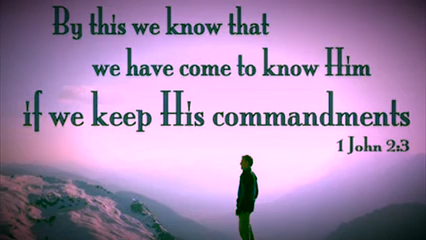 By this we know that
we have come to know Him
if we keep His commandments
1 John 2:3